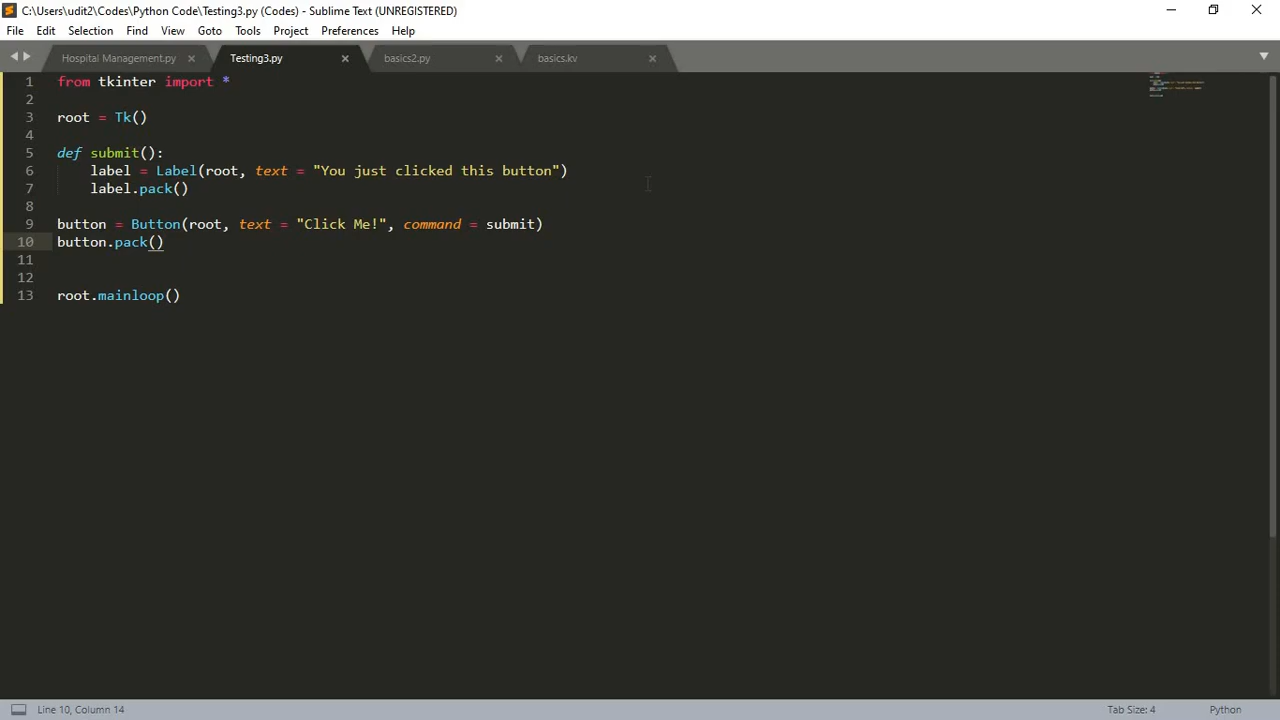 C:\Users\udit2\Codes\Python Code\Testing3.py (Codes) - Sublime Text (UNREGISTERED)
File Edit Selection Find View Goto Tools Project Preferences Help
Hospital Management.py Testing3.py basics2.py basics.kv
1 from tkinter import *
2
3 root = Tk()
4
5 def submit():
6     label = Label(root, text = "You just clicked this button")
7     label.pack()
8
9 button = Button(root, text = "Click Me!", command = submit)
10 button.pack()
11
12
13 root.mainloop()
Line 10, Column 14 Tab Size: 4 Python